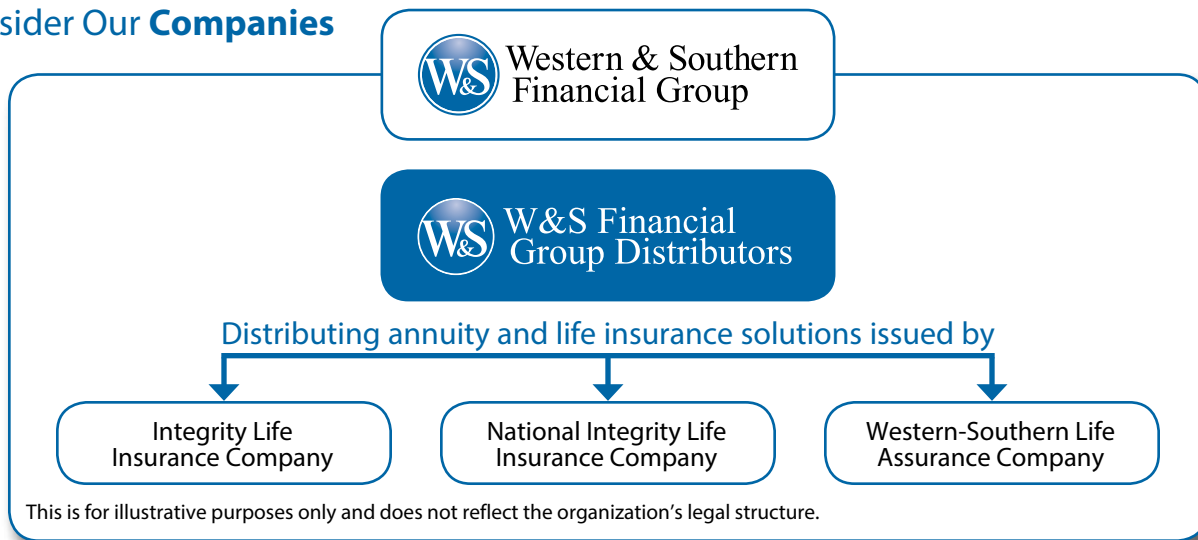 sider Our Companies
W&S Western & Southern
Financial Group
W&S W&S Financial
Group Distributors
Distributing annuity and life insurance solutions issued by
Integrity Life
Insurance Company
National Integrity Life
Insurance Company
Western-Southern Life
Assurance Company
This is for illustrative purposes only and does not reflect the organization’s legal structure.